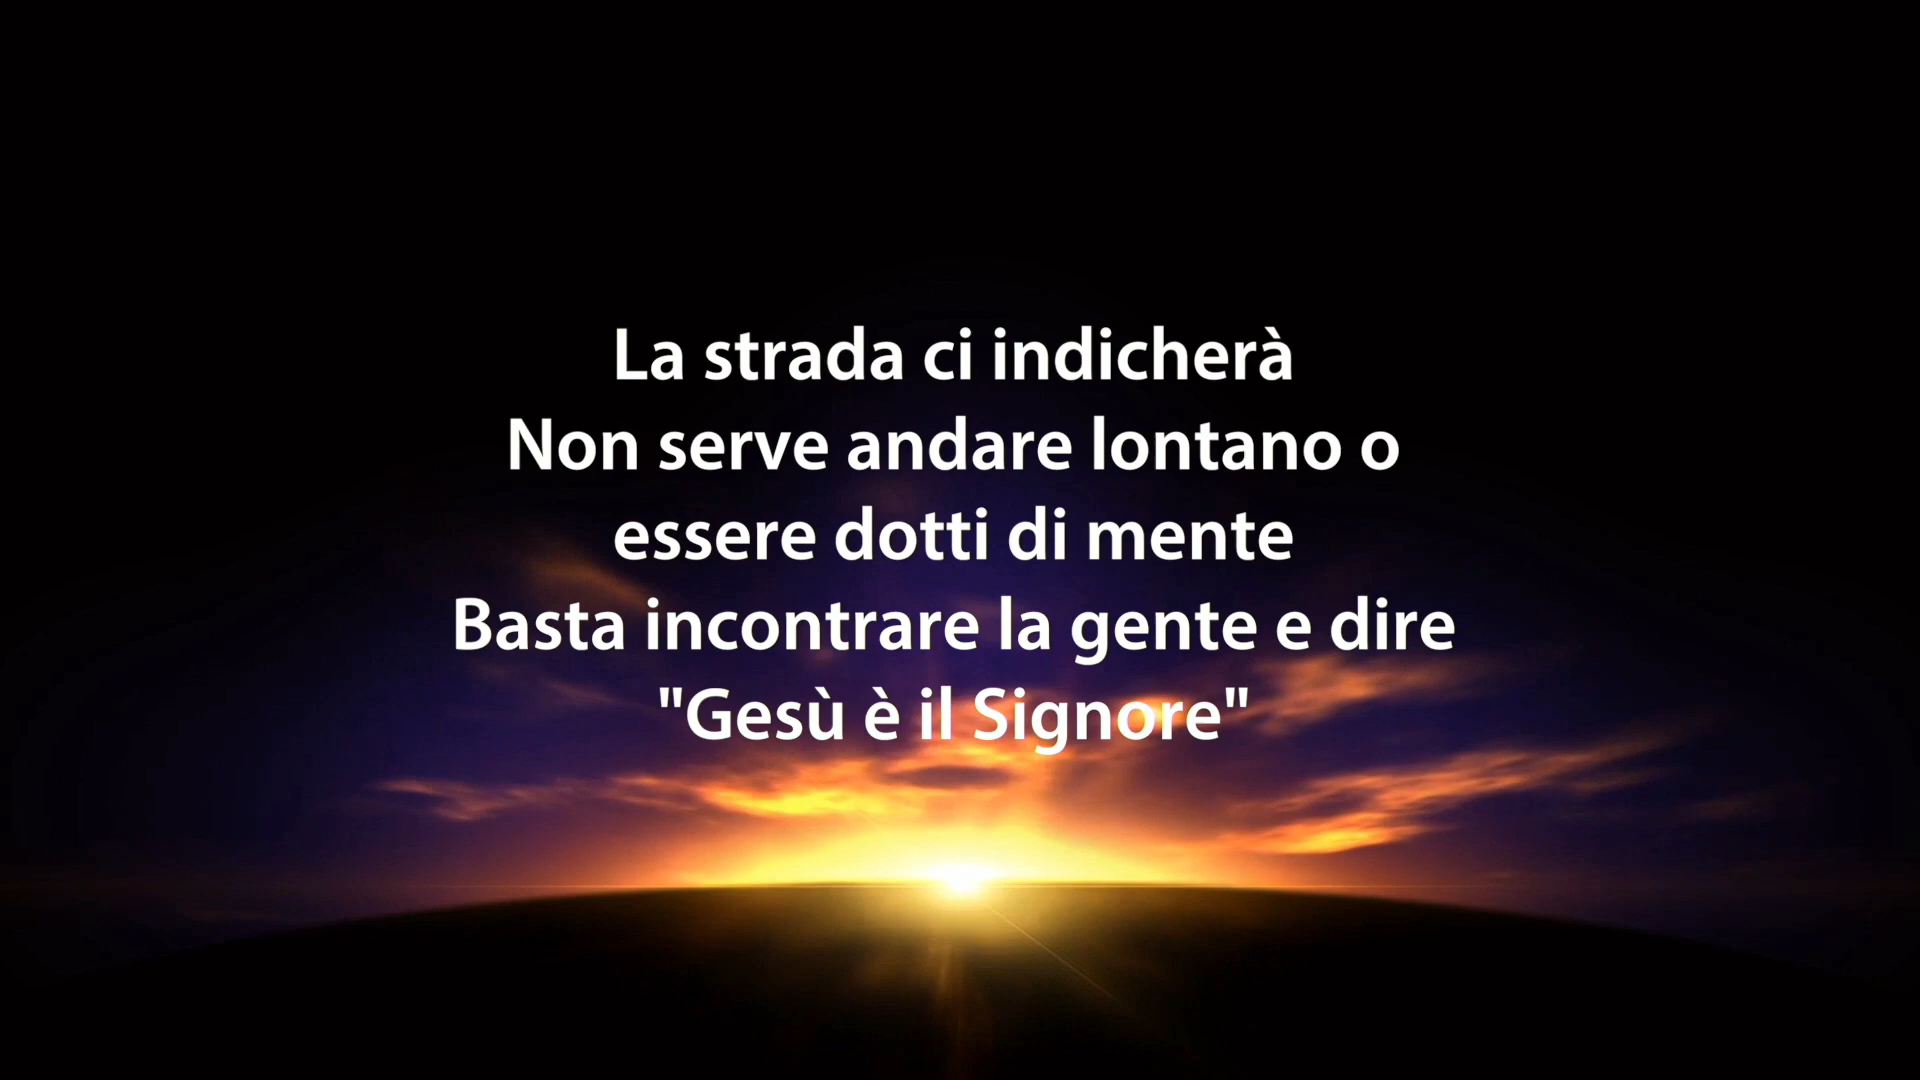 La strada ci indicherà
Non serve andare lontano o
essere dotti di mente
Basta incontrare la gente e dire
"Gesù è il Signore"